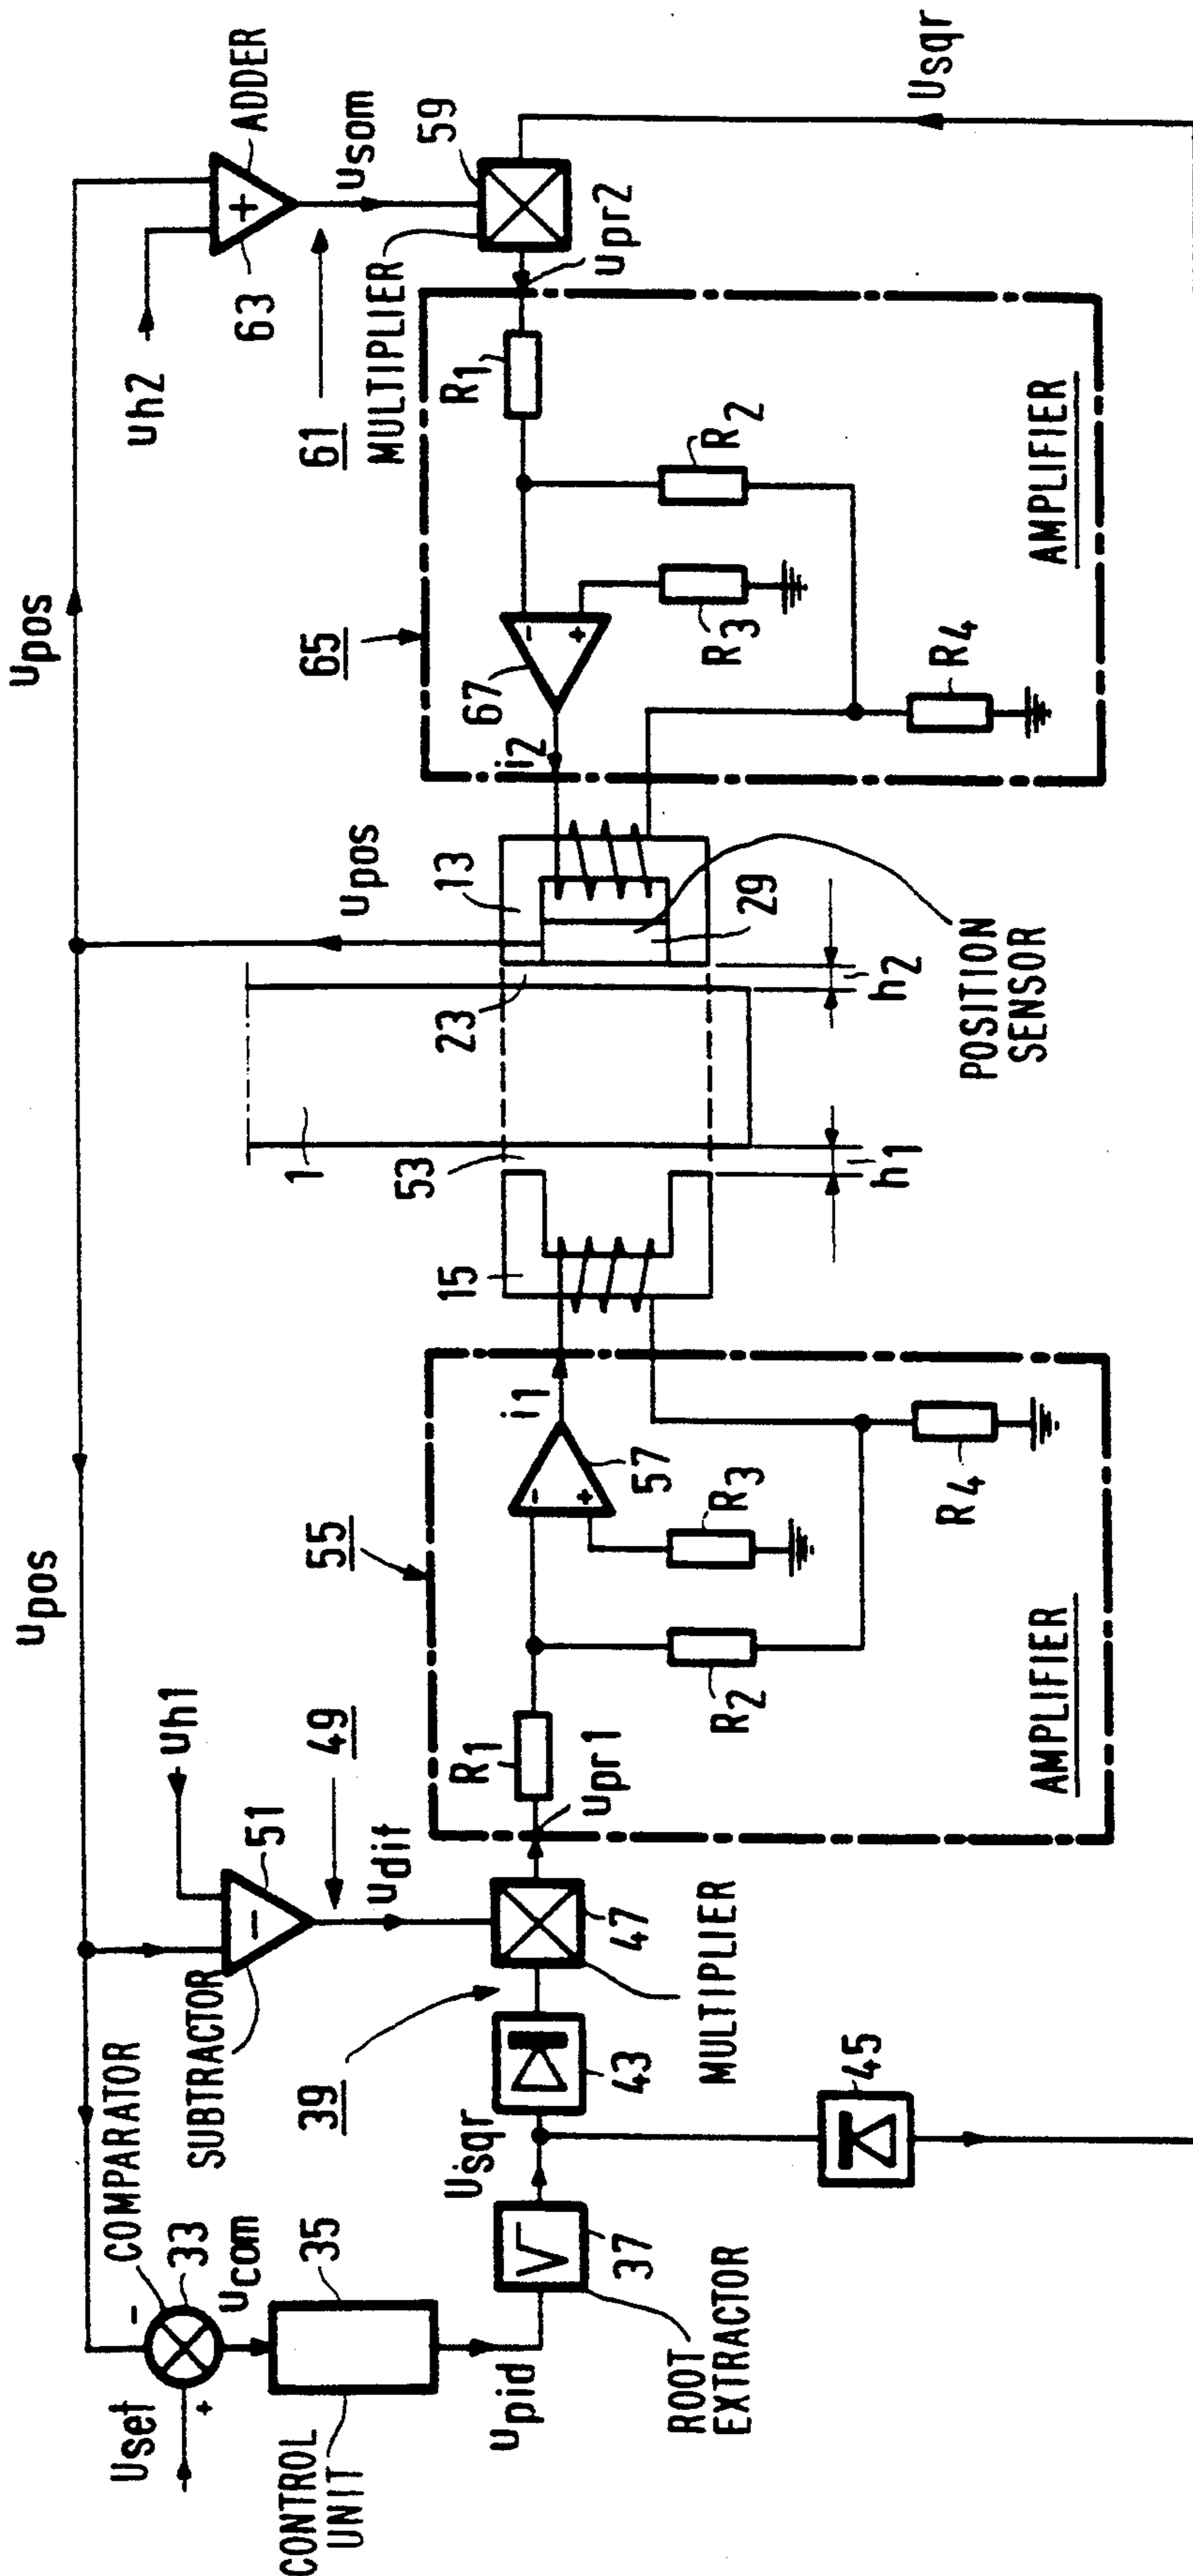 upos
upos
upos
Uset
+
-
COMPARATOR
33
ucom
35
CONTROL
UNIT
upid
ROOT
EXTRACTOR
37
√
Usqr
39
43
45
SUBTRACTOR
-
51
uh1
49
udif
47
MULTIPLIER
upr1
55
R1
R2
R3
R4
-
+
57
i1
AMPLIFIER
15
53
1
h1
23
13
29
h2
POSITION
SENSOR
65
i2
67
-
+
R1
R2
R3
R4
AMPLIFIER
uh2
63
+
ADDER
61
usom
MULTIPLIER
59
upr2
Usqr